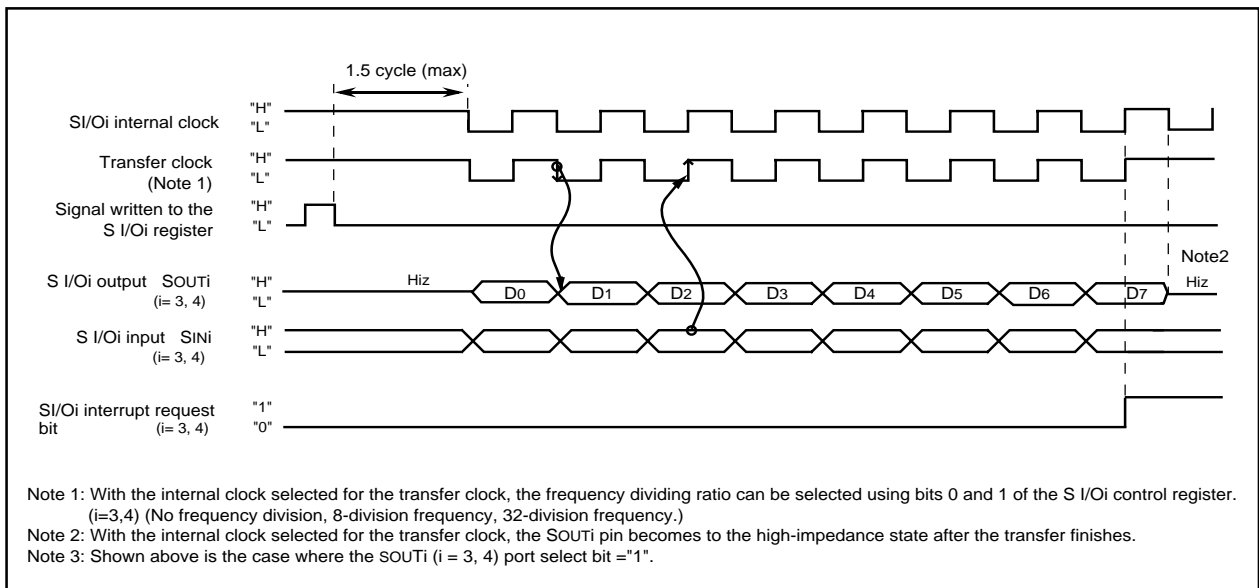 1.5 cycle (max)
SI/Oi internal clock "H" "L"
Transfer clock (Note 1) "H" "L"
Signal written to the S I/Oi register "H" "L"
S I/Oi output SOUTi (i= 3, 4) "H" "L" Hiz D0 D1 D2 D3 D4 D5 D6 D7 Note2 Hiz
S I/Oi input SINi (i= 3, 4) "H" "L"
SI/Oi interrupt request bit (i= 3, 4) "1" "0"
Note 1: With the internal clock selected for the transfer clock, the frequency dividing ratio can be selected using bits 0 and 1 of the S I/Oi control register.
(i=3,4) (No frequency division, 8-division frequency, 32-division frequency.)
Note 2: With the internal clock selected for the transfer clock, the SOUTi pin becomes to the high-impedance state after the transfer finishes.
Note 3: Shown above is the case where the SOUTi (i = 3, 4) port select bit ="1".